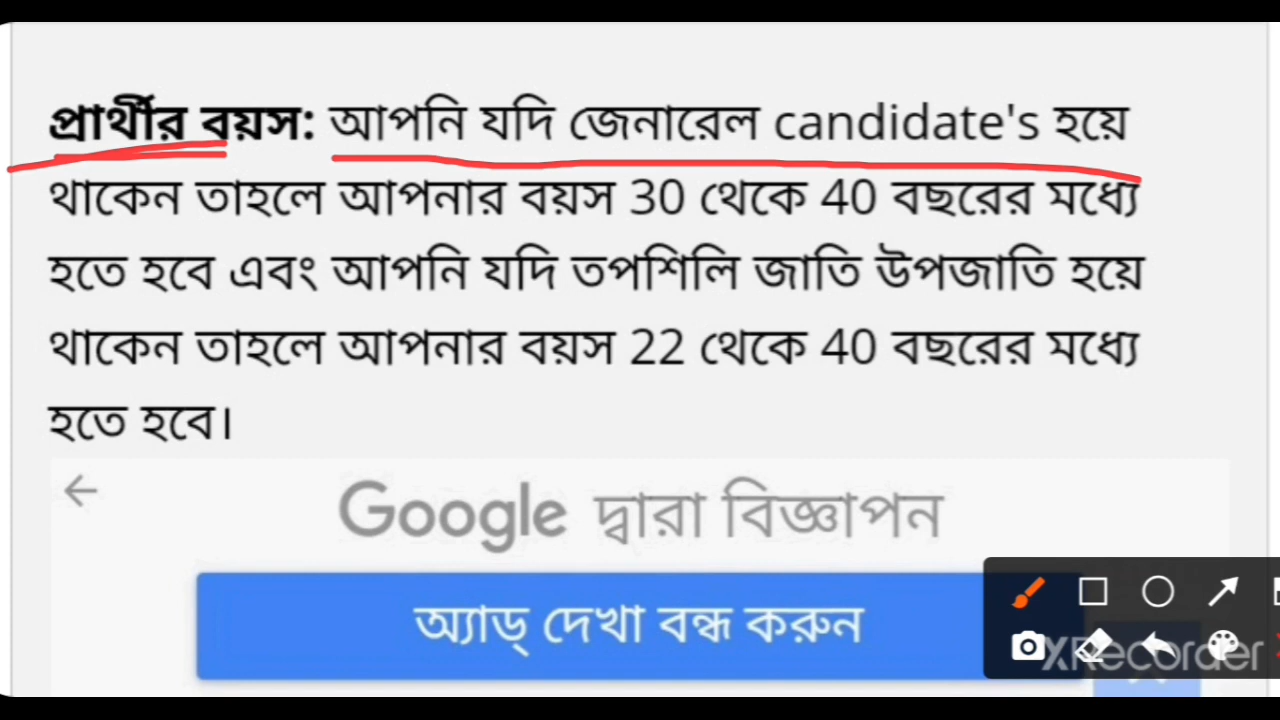 প্রার্থীর বয়স: আপনি যদি জেনারেল candidate's হয়ে
থাকেন তাহলে আপনার বয়স 30 থেকে 40 বছরের মধ্যে
হতে হবে এবং আপনি যদি তপশিলি জাতি উপজাতি হয়ে
থাকেন তাহলে আপনার বয়স 22 থেকে 40 বছরের মধ্যে
হতে হবে।
Google দ্বারা বিজ্ঞাপন
অ্যাড্ দেখা বন্ধ করুন
XRecorder